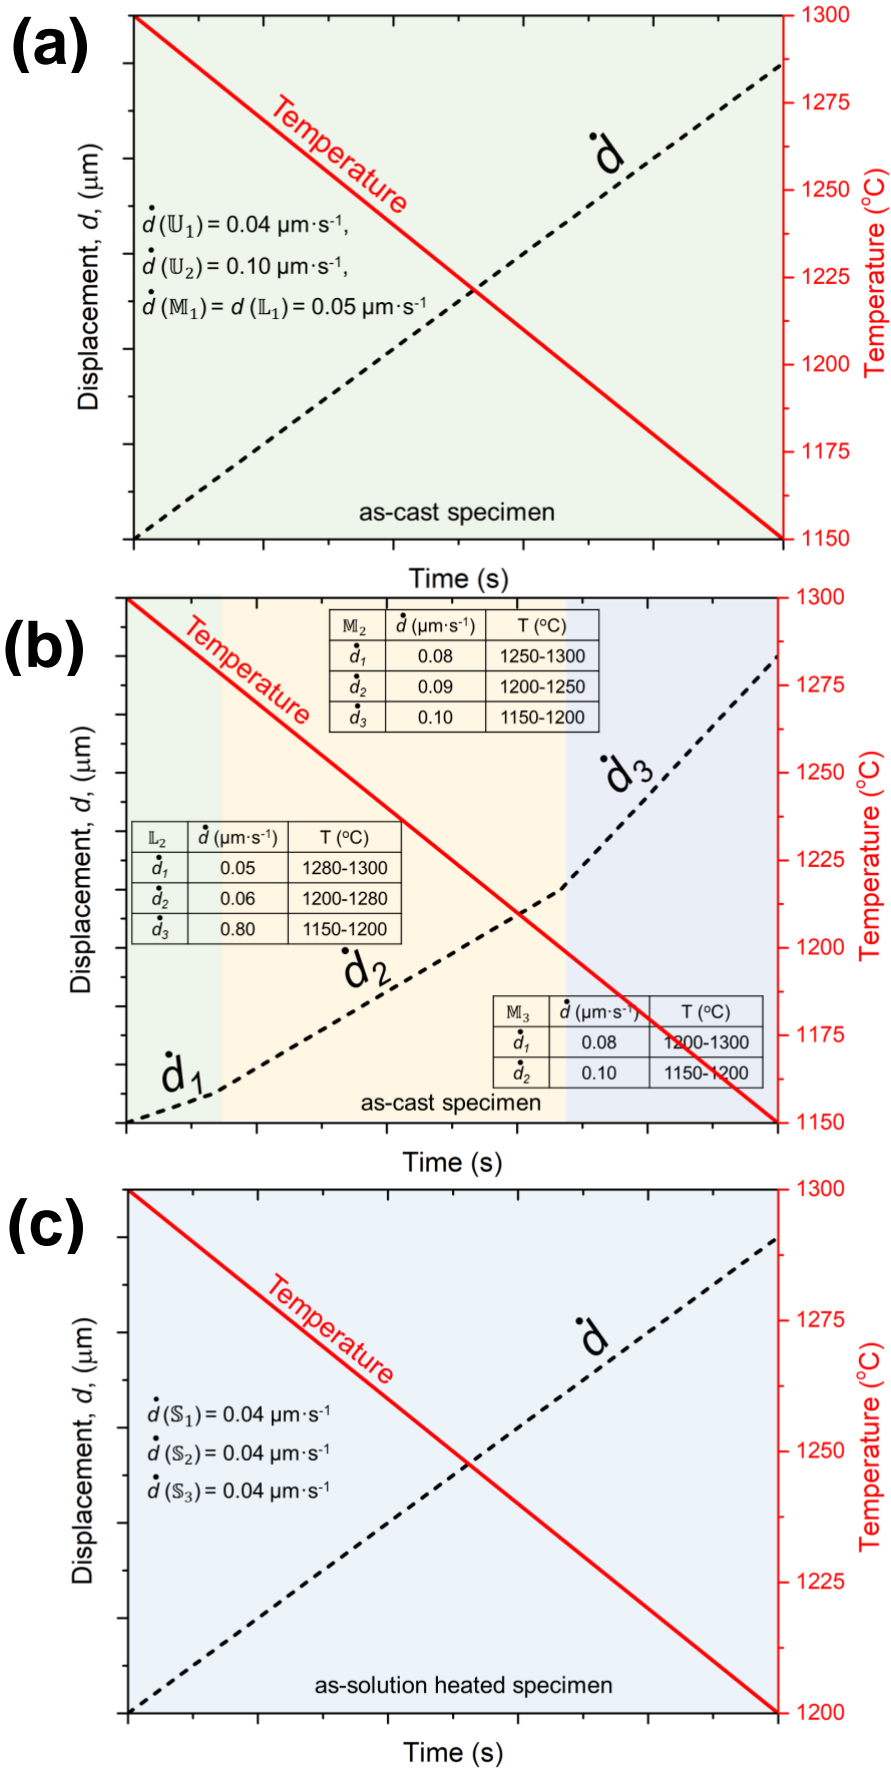 (a)
1300
1275
1250
1225
1200
1175
1150
Temperature (°C)
Displacement, d, (μm)
Temperature
ḋ
ḋ (𝕌₁) = 0.04 μm·s⁻¹,
ḋ (𝕌₂) = 0.10 μm·s⁻¹,
ḋ (𝕄₁) = d (𝕃₁) = 0.05 μm·s⁻¹
as-cast specimen
Time (s)
(b)
1300
1275
1250
1225
1200
1175
1150
Temperature (°C)
Displacement, d, (μm)
Temperature
𝕄₂ ḋ (μm·s⁻¹) T (°C)
ḋ₁ 0.08 1250-1300
ḋ₂ 0.09 1200-1250
ḋ₃ 0.10 1150-1200
ḋ₃
𝕃₂ ḋ (μm·s⁻¹) T (°C)
ḋ₁ 0.05 1280-1300
ḋ₂ 0.06 1200-1280
ḋ₃ 0.80 1150-1200
ḋ₂
𝕄₃ ḋ (μm·s⁻¹) T (°C)
ḋ₁ 0.08 1200-1300
ḋ₂ 0.10 1150-1200
ḋ₁
as-cast specimen
Time (s)
(c)
1300
1275
1250
1225
1200
Temperature (°C)
Displacement, d, (μm)
Temperature
ḋ
ḋ (𝕊₁) = 0.04 μm·s⁻¹
ḋ (𝕊₂) = 0.04 μm·s⁻¹
ḋ (𝕊₃) = 0.04 μm·s⁻¹
as-solution heated specimen
Time (s)